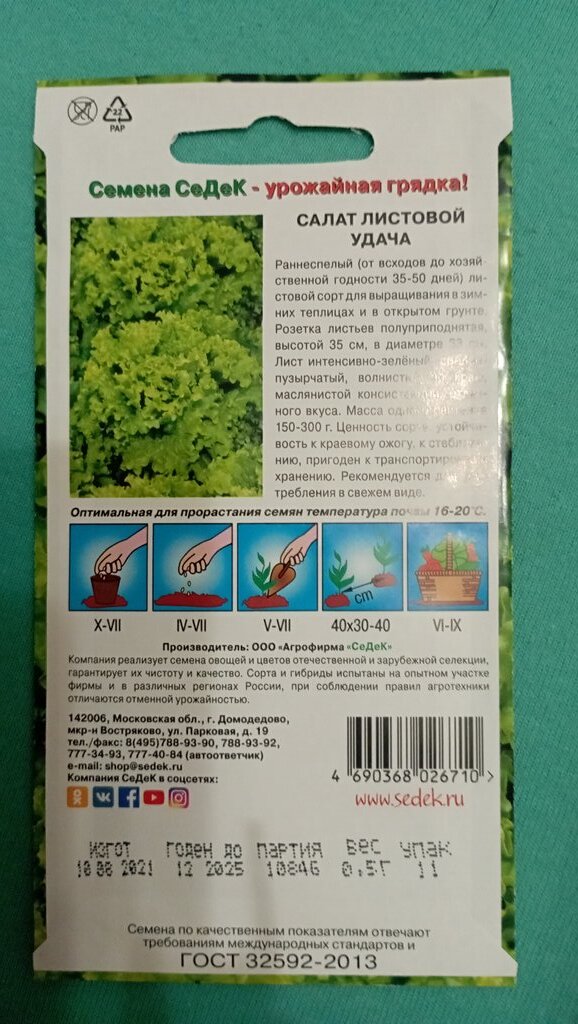 22
PAP
Семена СеДеК - урожайная грядка!
САЛАТ ЛИСТОВОЙ
УДАЧА
Раннеспелый (от всходов до хозяй-
ственной годности 35-50 дней) ли-
стовой сорт для выращивания в зим-
них теплицах и в открытом грунте.
Розетка листьев полуприподнятая,
высотой 35 см, в диаметре
Лист интенсивно-зелёный
пузырчатый,
маслянистой
ного вкуса. Масса
150-300 г. Ценность
вость к краевому ожогу, к
нию, пригоден к
хранению. Рекомендуется
требления в свежем виде.
Оптимальная для прорастания семян температура почвы 16-20°С.
cm
X-VII IV-VII V-VII 40x30-40 VI-IX
Производитель: ООО «Агрофирма «СеДеК»
Компания реализует семена овощей и цветов отечественной и зарубежной селекции,
гарантирует их чистоту и качество. Сорта и гибриды испытаны на опытном участке
фирмы и в различных регионах России, при соблюдении правил агротехники
отличаются отменной урожайностью.
142006, Московская обл., г. Домодедово,
мкр-н Востряково, ул. Парковая, д. 19
тел./факс: 8(495)788-93-90, 788-93-92,
777-34-93, 777-40-84 (автоответчик)
e-mail: shop@sedek.ru
Компания СеДеК в соцсетях:
4 690368 026710 >
www.sedek.ru
ИЗГОТ ГОДЕН ДО ПАРТИЯ ВЕС УПАК
10 08 2021 12 2025 10846 0,5Г 11
Семена по качественным показателям отвечают
требованиям международных стандартов и
ГОСТ 32592-2013